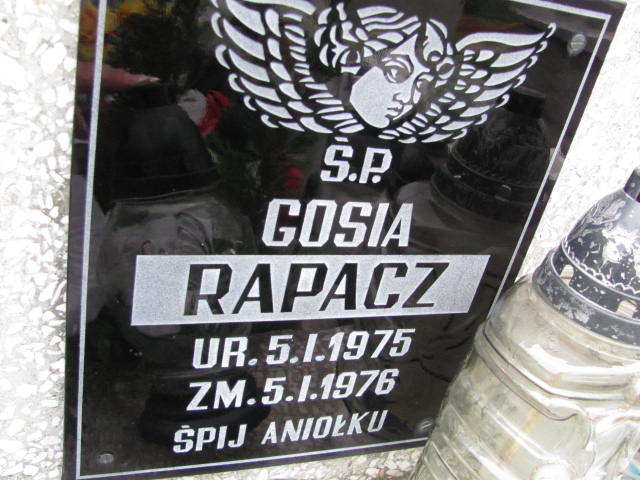 Ś.P.
GOSIA
RAPACZ
UR. 5.I.1975
ZM. 5.I.1976
ŚPIJ ANIOŁKU